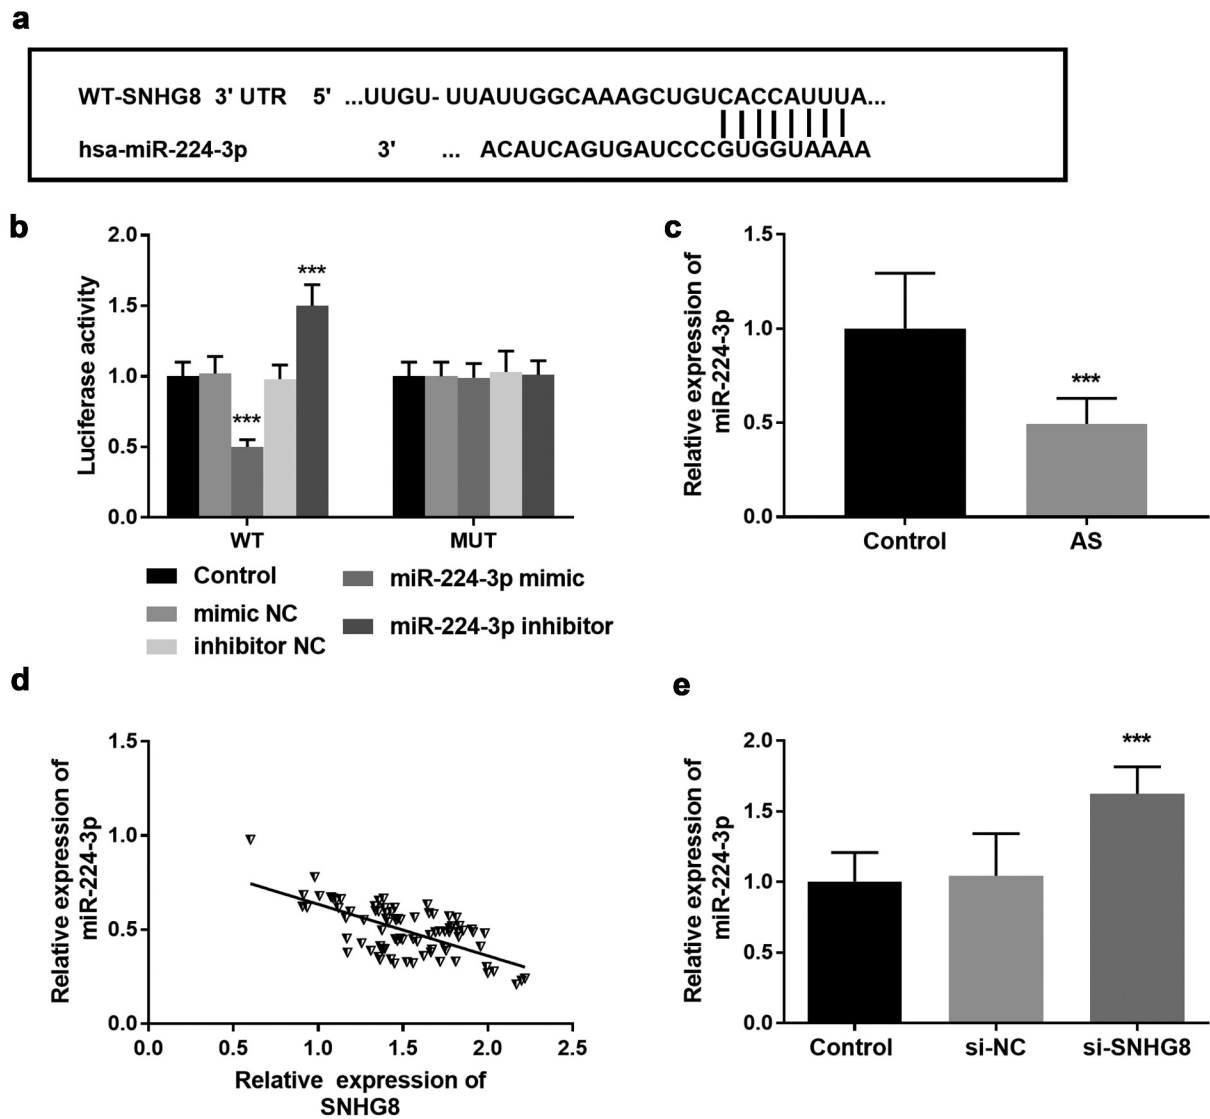 a
WT-SNHG8 3' UTR 5' ...UUGU- UUAUUGGCAAAGCUGUCACCAUUUA...
hsa-miR-224-3p 3' ... ACAUCAGUGAUCCCGUGGUAAAA
b
Luciferase activity
2.0
1.5
1.0
0.5
0.0
***
***
WT
MUT
Control
mimic NC
inhibitor NC
miR-224-3p mimic
miR-224-3p inhibitor
c
Relative expression of
miR-224-3p
1.5
1.0
0.5
0.0
***
Control
AS
d
Relative expression of
miR-224-3p
1.5
1.0
0.5
0.0
0.0 0.5 1.0 1.5 2.0 2.5
Relative expression of
SNHG8
e
Relative expression of
miR-224-3p
2.0
1.5
1.0
0.5
0.0
***
Control
si-NC
si-SNHG8